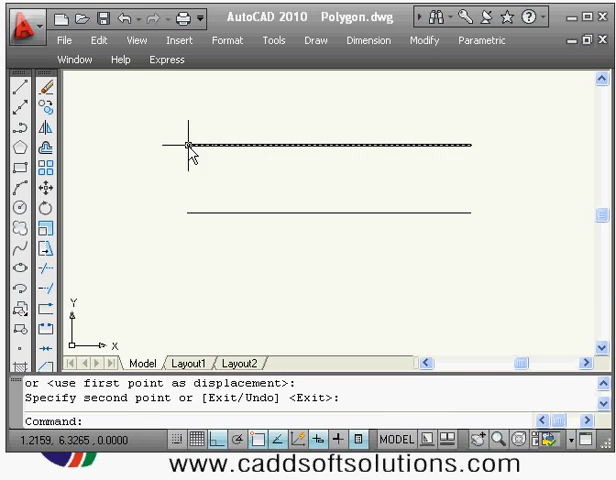 AutoCAD 2010 Polygon.dwg
File Edit View Insert Format Tools Draw Dimension Modify Parametric
Window Help Express
Y
X
Model Layout1 Layout2
or <use first point as displacement>:
Specify second point or [Exit/Undo] <Exit>:
Command:
1.2159, 6.3265, 0.0000 MODEL
www.caddsoftsolutions.com